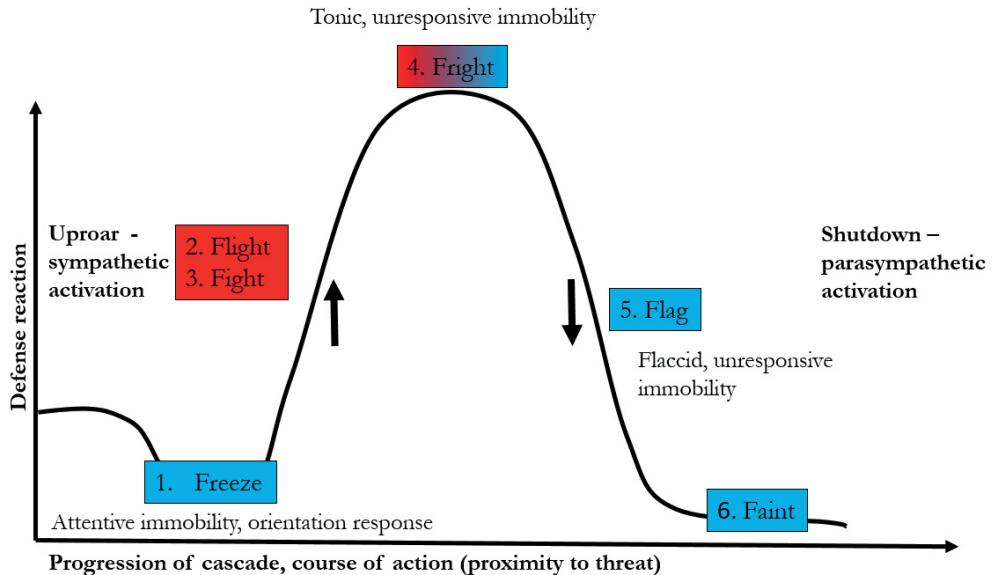 Tonic, unresponsive immobility
4. Fright
Defense reaction
Uproar -
sympathetic
activation
2. Flight
3. Fight
Shutdown –
parasympathetic
activation
5. Flag
Flaccid, unresponsive
immobility
1. Freeze
6. Faint
Attentive immobility, orientation response
Progression of cascade, course of action (proximity to threat)